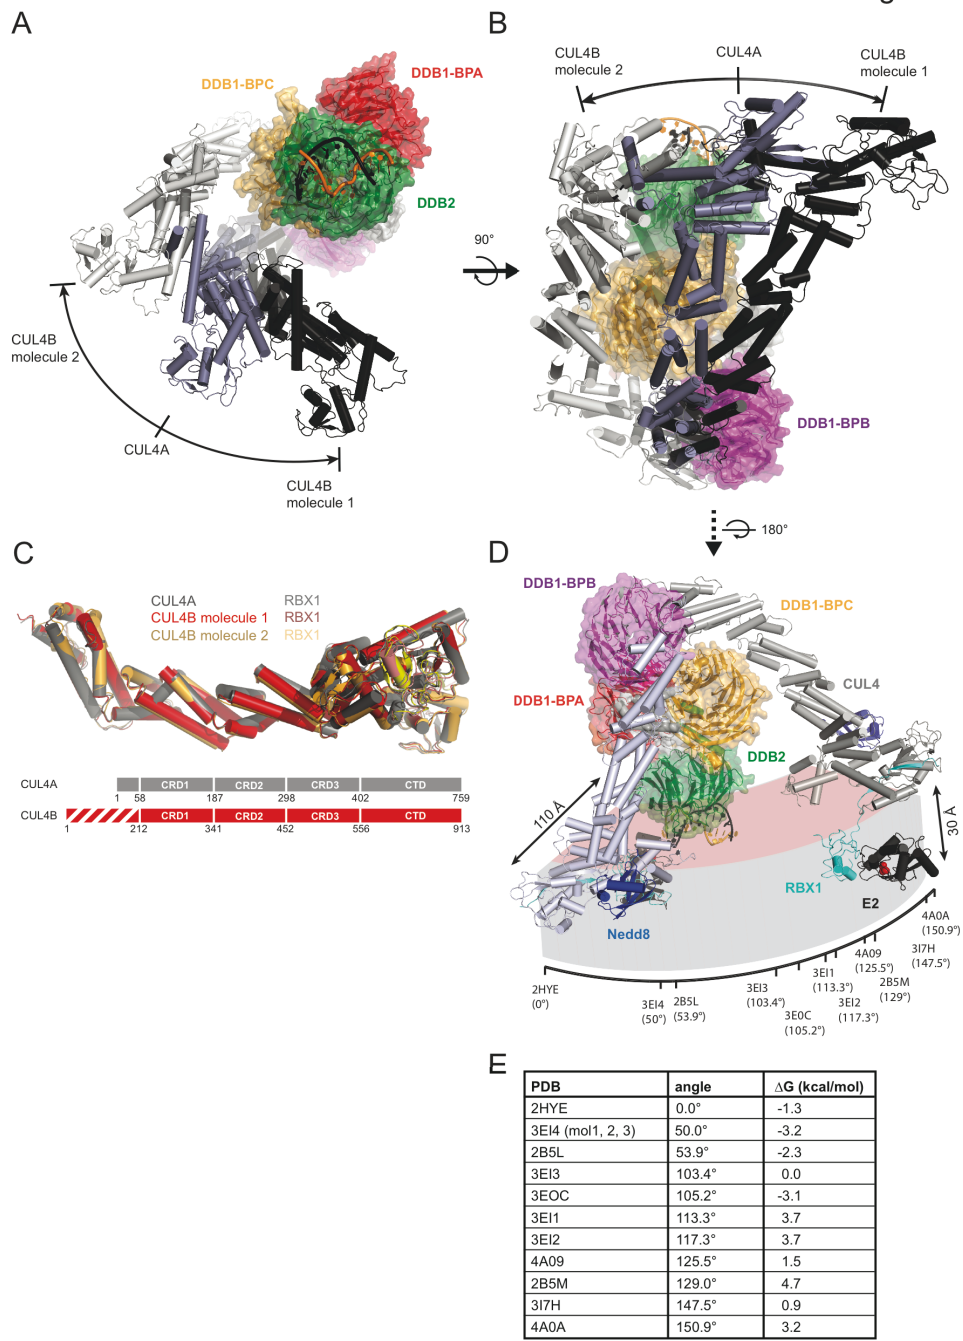 g
A
DDB1-BPC
DDB1-BPA
DDB2
CUL4B
molecule 2
CUL4A
CUL4B
molecule 1
90°
B
CUL4B
molecule 2
CUL4A
CUL4B
molecule 1
DDB1-BPB
180°
C
CUL4A RBX1
CUL4B molecule 1 RBX1
CUL4B molecule 2 RBX1
CUL4A CRD1 CRD2 CRD3 CTD
1 58 187 298 402 759
CUL4B CRD1 CRD2 CRD3 CTD
1 212 341 452 556 913
D
DDB1-BPB
DDB1-BPC
DDB1-BPA
CUL4
DDB2
110 Å
30 Å
RBX1
E2
Nedd8
2HYE
(0°)
3EI4
(50°)
2B5L
(53.9°)
3EI3
(103.4°)
3E0C
(105.2°)
3EI1
(113.3°)
3EI2
(117.3°)
4A09
(125.5°)
2B5M
(129°)
3I7H
(147.5°)
4A0A
(150.9°)
E
PDB angle ΔG (kcal/mol)
2HYE 0.0° -1.3
3EI4 (mol1, 2, 3) 50.0° -3.2
2B5L 53.9° -2.3
3EI3 103.4° 0.0
3EOC 105.2° -3.1
3EI1 113.3° 3.7
3EI2 117.3° 3.7
4A09 125.5° 1.5
2B5M 129.0° 4.7
3I7H 147.5° 0.9
4A0A 150.9° 3.2